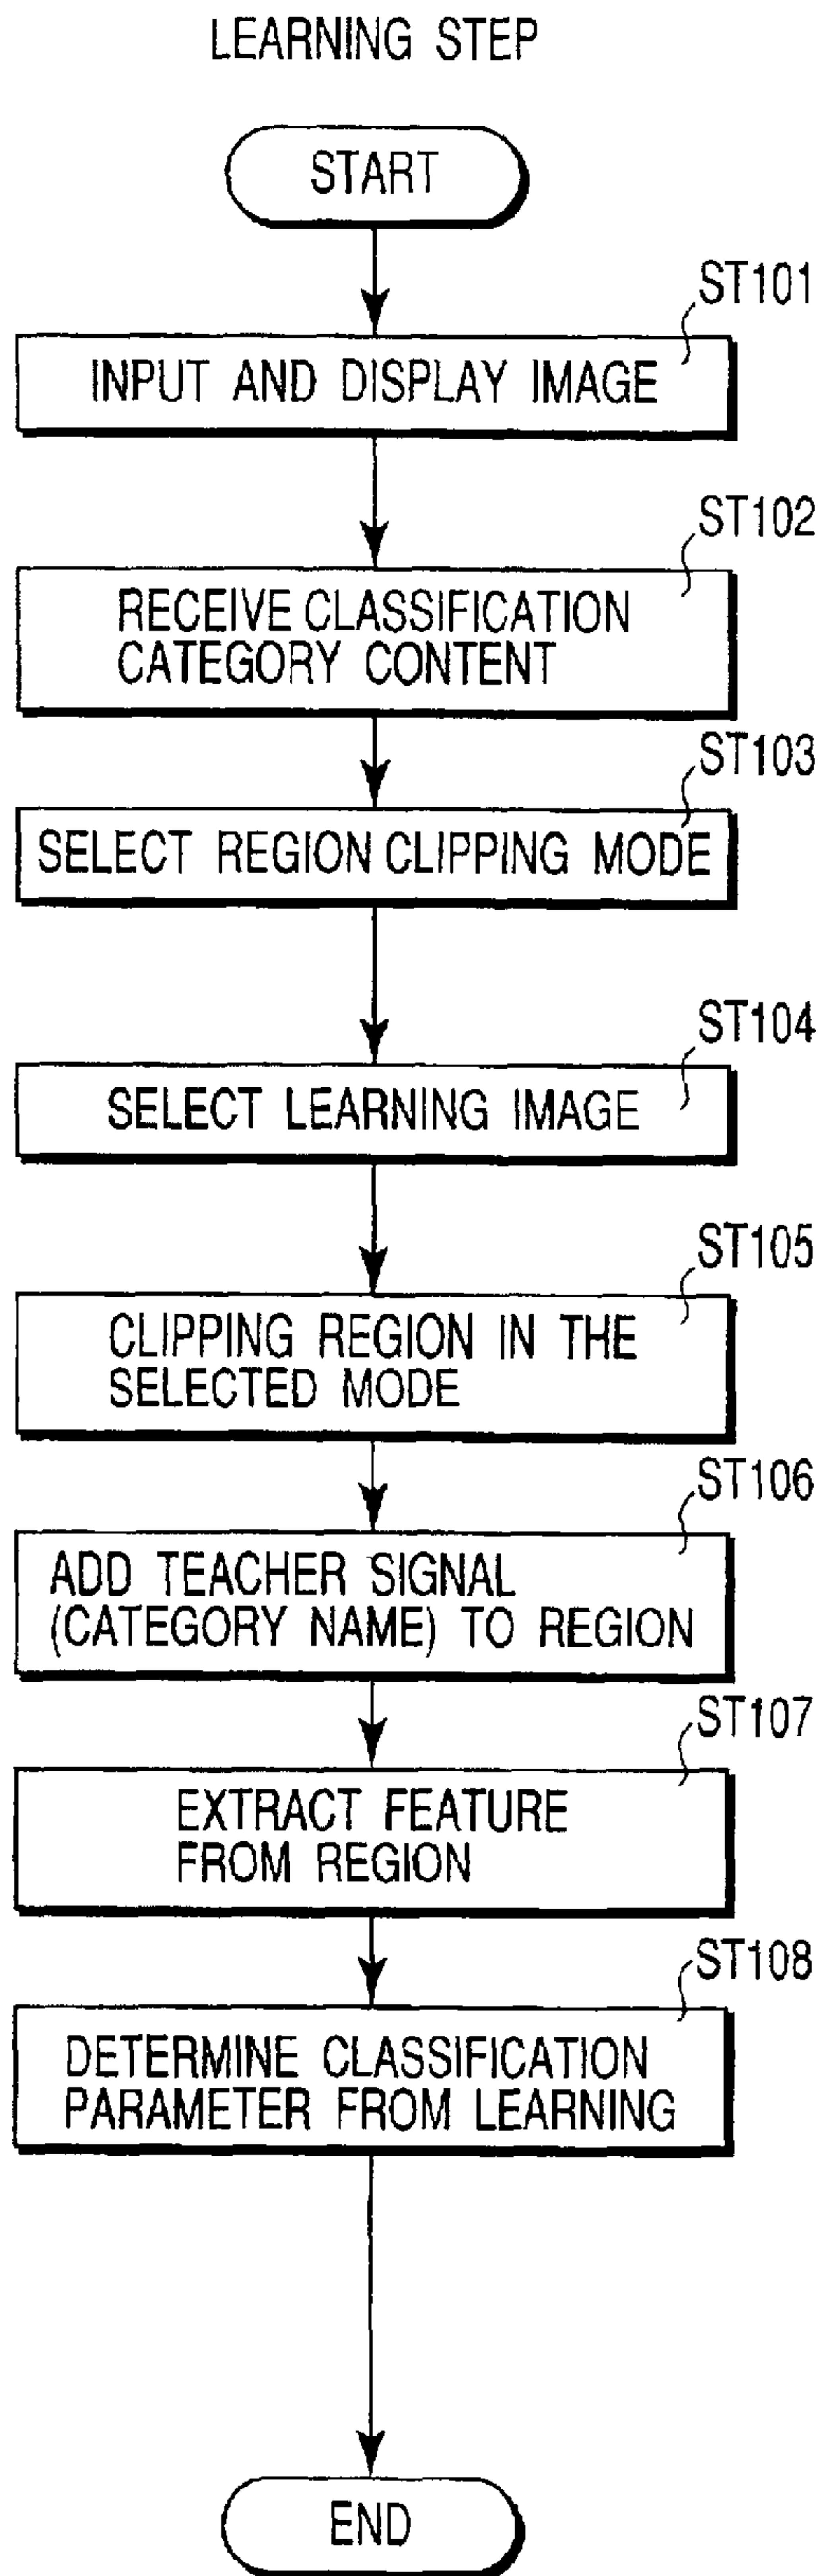 LEARNING STEP
START
ST101
INPUT AND DISPLAY IMAGE
ST102
RECEIVE CLASSIFICATION
CATEGORY CONTENT
ST103
SELECT REGION CLIPPING MODE
ST104
SELECT LEARNING IMAGE
ST105
CLIPPING REGION IN THE
SELECTED MODE
ST106
ADD TEACHER SIGNAL
(CATEGORY NAME) TO REGION
ST107
EXTRACT FEATURE
FROM REGION
ST108
DETERMINE CLASSIFICATION
PARAMETER FROM LEARNING
END